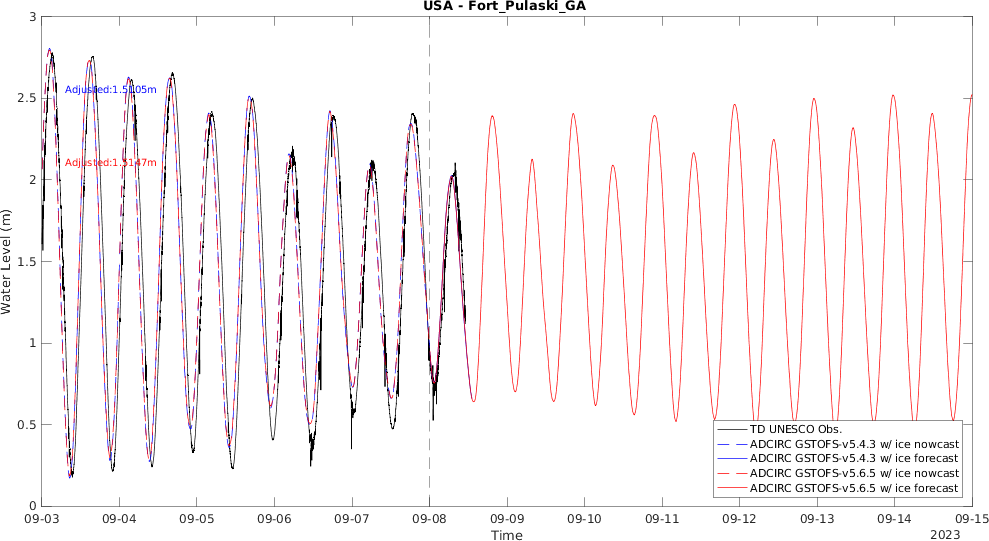 USA - Fort_Pulaski_GA
3
2.5
2
1.5
1
0.5
0
Water Level (m)
Adjusted:1.5105m
Adjusted:1.5147m
TD UNESCO Obs.
ADCIRC GSTOFS-v5.4.3 w/ ice nowcast
ADCIRC GSTOFS-v5.4.3 w/ ice forecast
ADCIRC GSTOFS-v5.6.5 w/ ice nowcast
ADCIRC GSTOFS-v5.6.5 w/ ice forecast
09-03 09-04 09-05 09-06 09-07 09-08 09-09 09-10 09-11 09-12 09-13 09-14 09-15
Time
2023